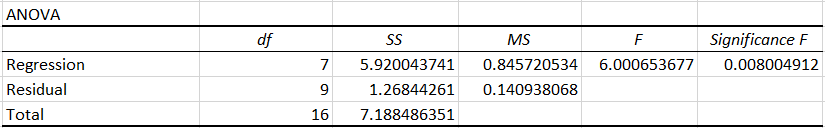 ANOVA
df SS MS F Significance F
Regression 7 5.920043741 0.845720534 6.000653677 0.008004912
Residual 9 1.26844261 0.140938068
Total 16 7.188486351